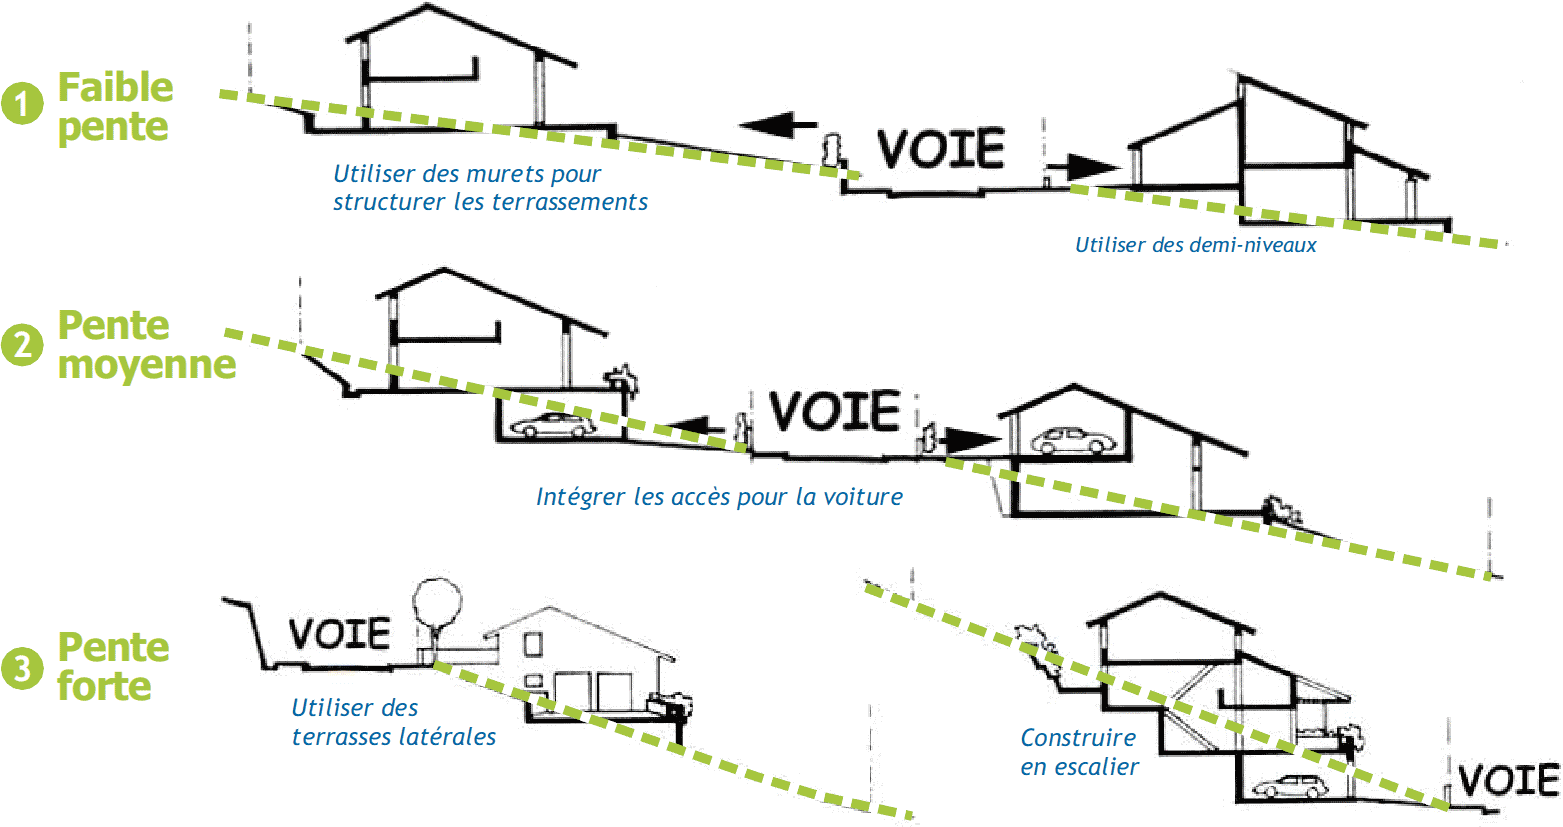 1
Faible
pente
VOIE
Utiliser des murets pour
structurer les terrassements
Utiliser des demi-niveaux
2
Pente
moyenne
VOIE
Intégrer les accès pour la voiture
3
Pente
forte
VOIE
Utiliser des
terrasses latérales
Construire
en escalier
VOIE